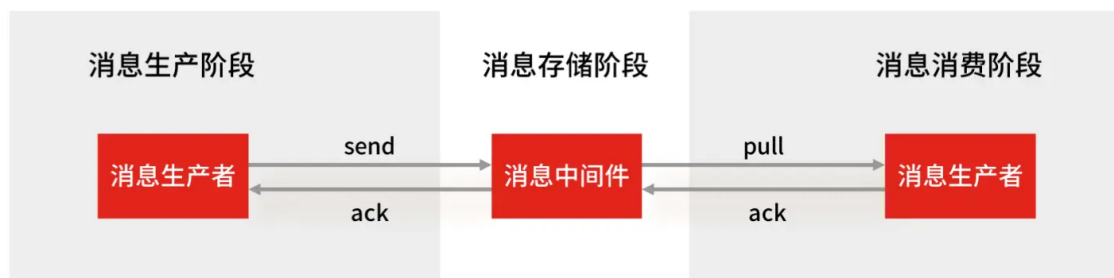 消息生产阶段
消息存储阶段
消息消费阶段
消息生产者
send
ack
消息中间件
pull
ack
消息生产者